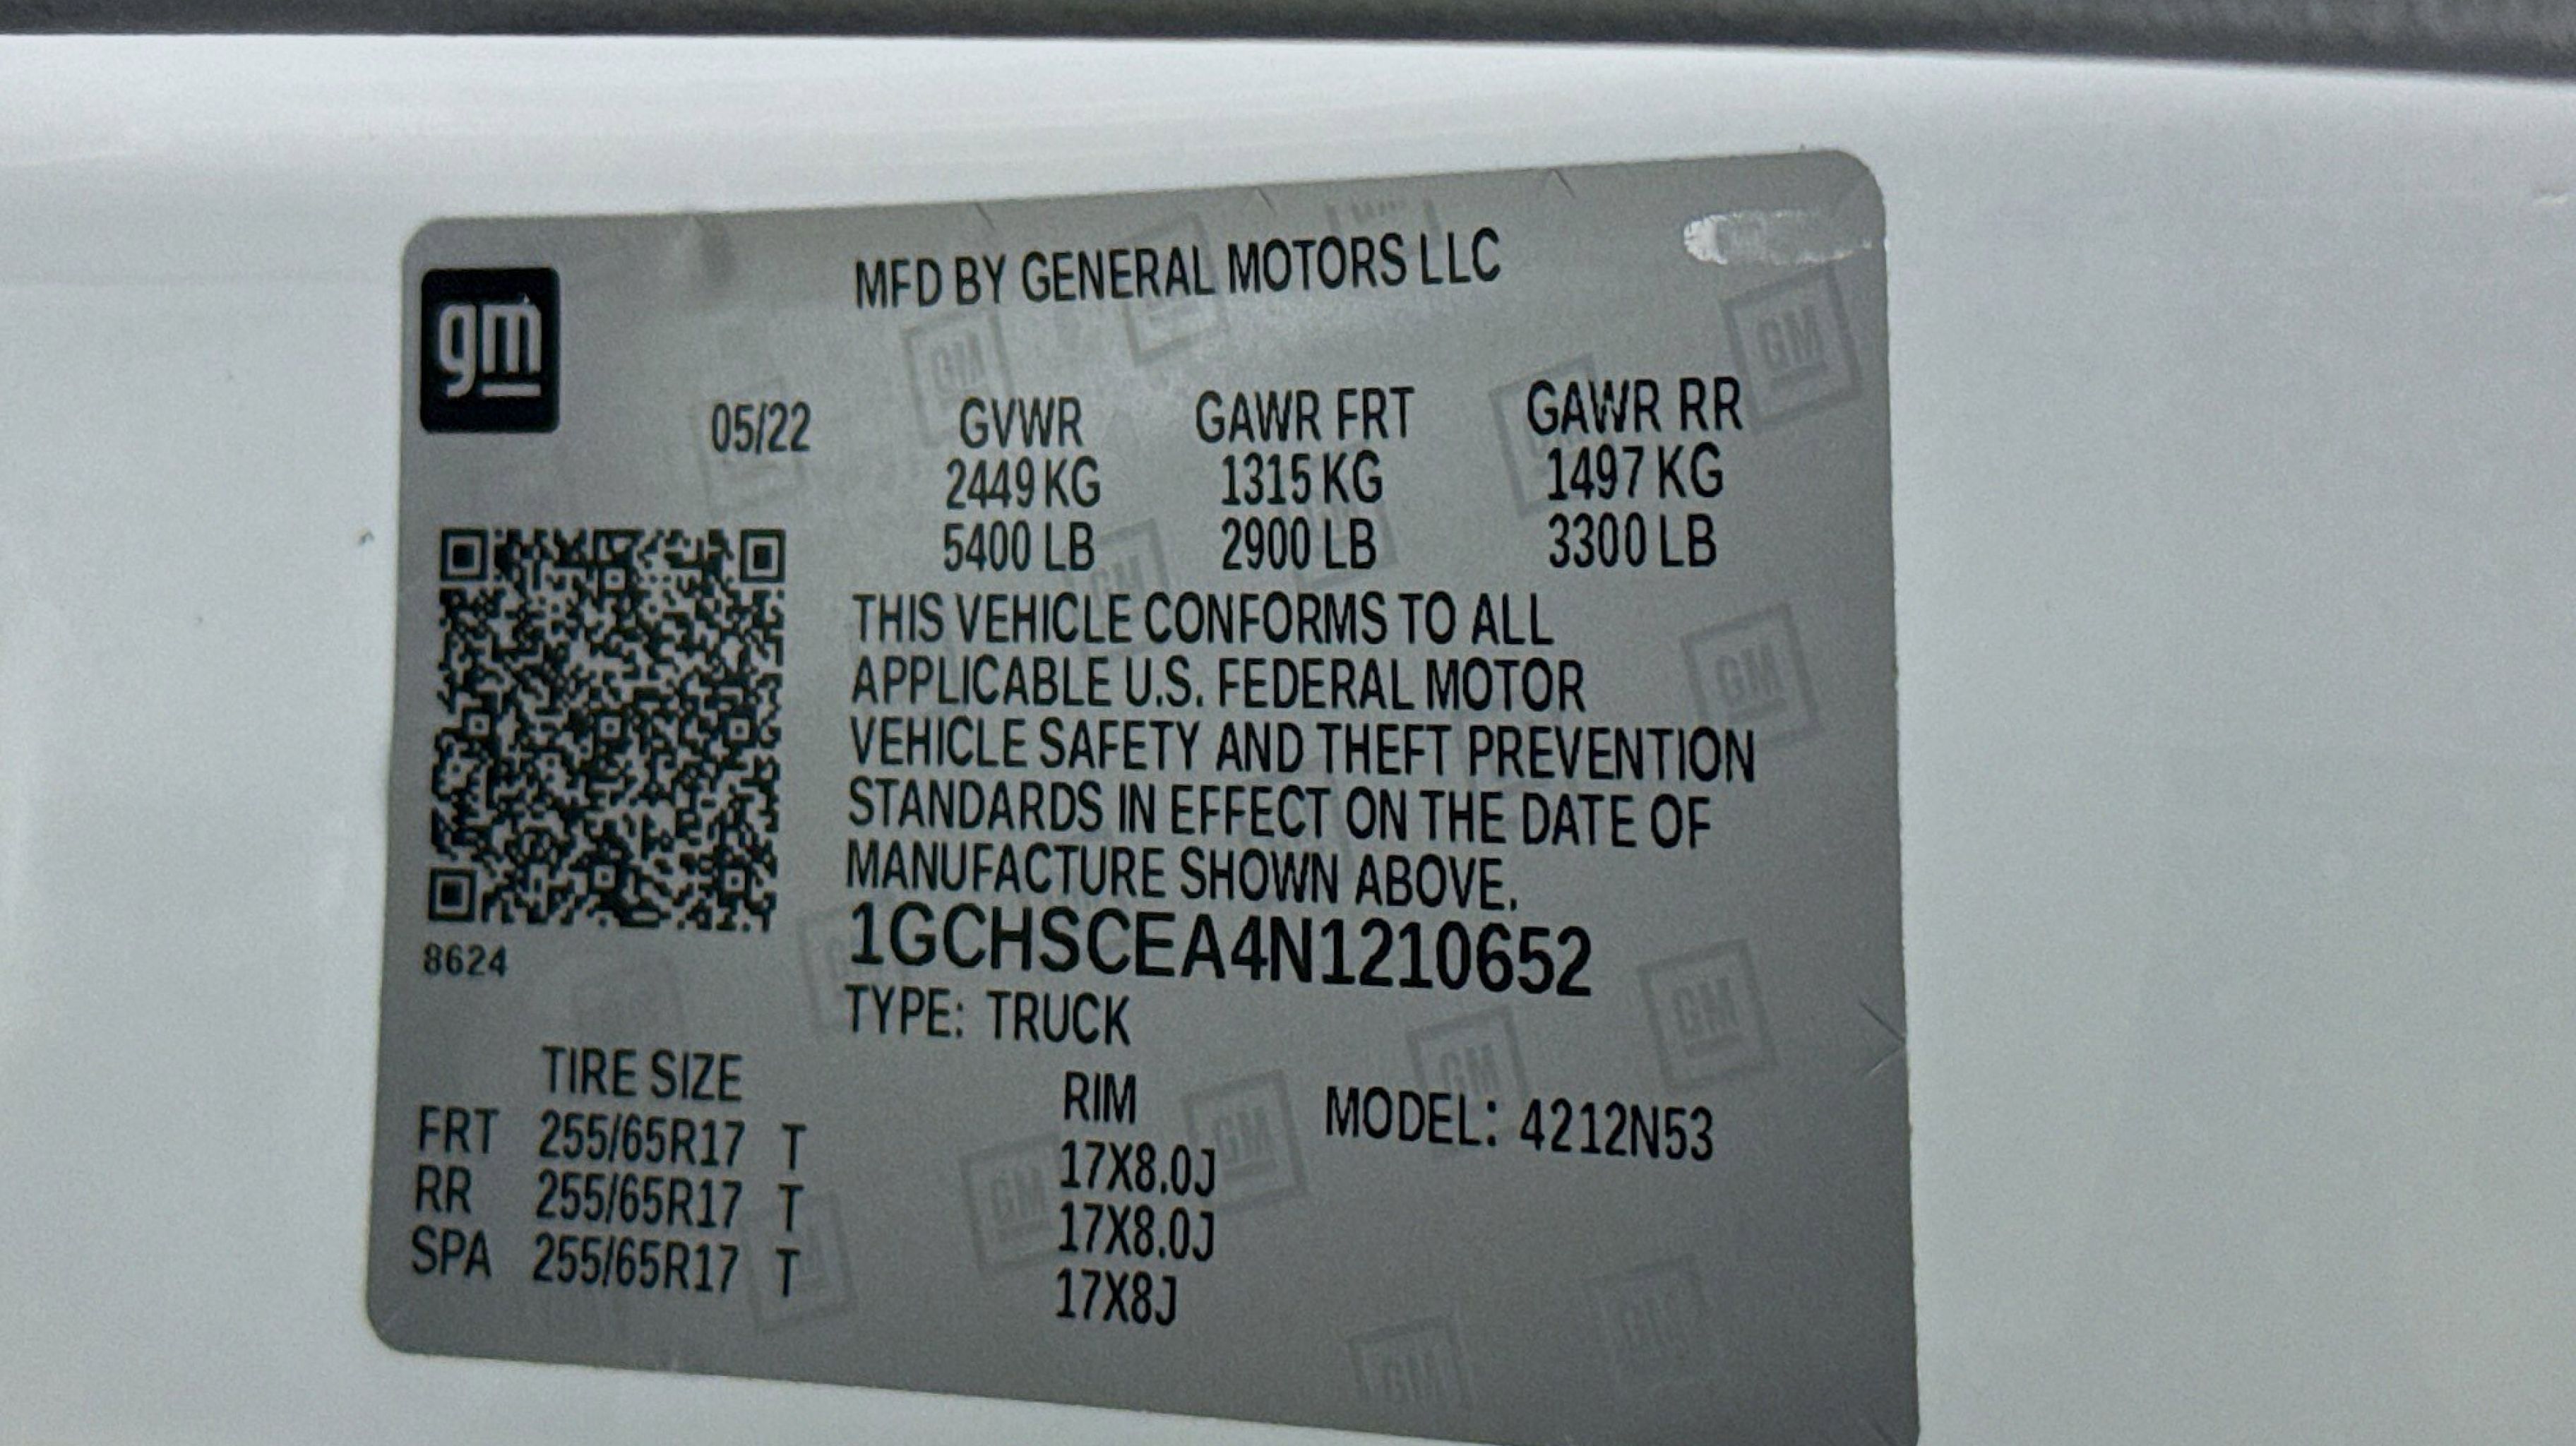 MFD BY GENERAL MOTORS LLC
gm
05/22 GVWR GAWR FRT GAWR RR
2449 KG 1315 KG 1497 KG
5400 LB 2900 LB 3300 LB
THIS VEHICLE CONFORMS TO ALL
APPLICABLE U.S. FEDERAL MOTOR
VEHICLE SAFETY AND THEFT PREVENTION
STANDARDS IN EFFECT ON THE DATE OF
MANUFACTURE SHOWN ABOVE.
8624
1GCHSCEA4N1210652
TYPE: TRUCK
TIRE SIZE RIM MODEL: 4212N53
FRT 255/65R17 T 17X8.0J
RR 255/65R17 T 17X8.0J
SPA 255/65R17 T 17X8J